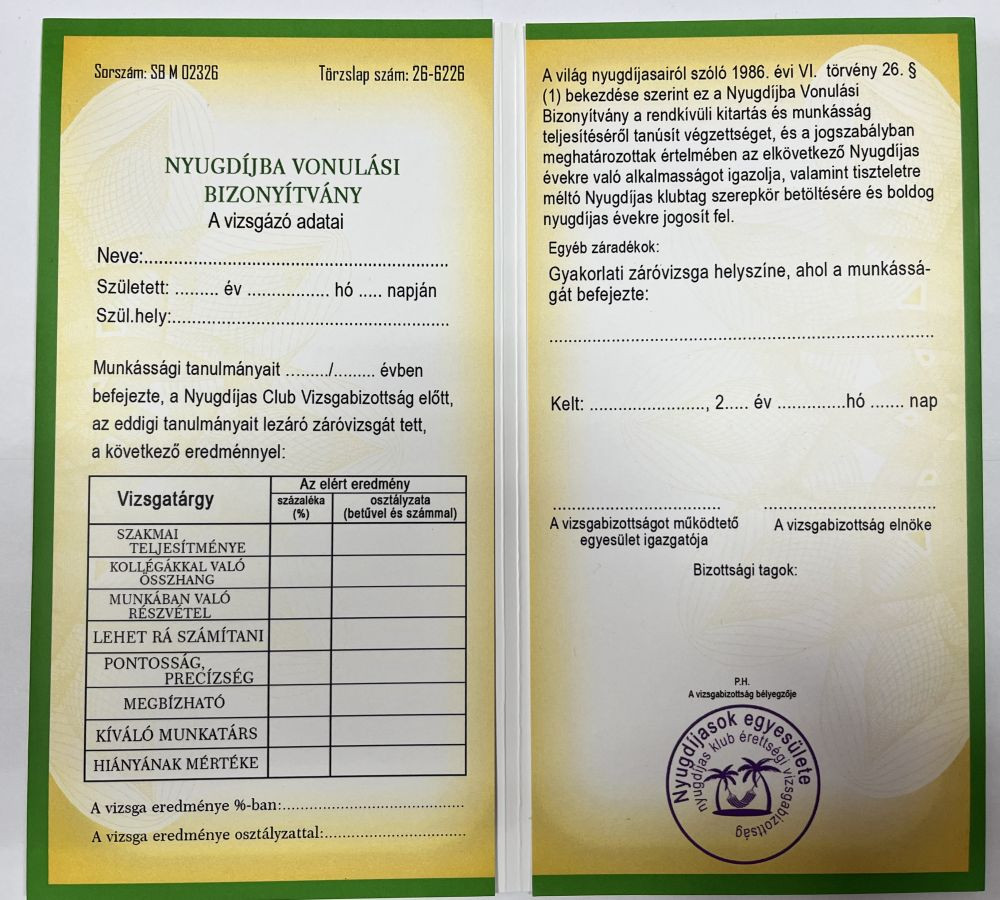 Sorszám: SB M 02326
Törzslap szám: 26-6226
NYUGDÍJBA VONULÁSI
BIZONYÍTVÁNY
A vizsgázó adatai
Neve:..........................................................
Született: ........ év ................ hó ..... napján
Szül.hely:.....................................................
Munkássági tanulmányait ........./......... évben
befejezte, a Nyugdíjas Club Vizsgabizottság előtt,
az eddigi tanulmányait lezáró záróvizsgát tett,
a következő eredménnyel:
Vizsgatárgy
Az elért eredmény
százaléka
(%)
osztályzata
(betűvel és számmal)
SZAKMAI
TELJESÍTMÉNYE
KOLLÉGÁKKAL VALÓ
ÖSSZHANG
MUNKÁBAN VALÓ
RÉSZVÉTEL
LEHET RÁ SZÁMÍTANI
PONTOSSÁG,
PRECÍZSÉG
MEGBÍZHATÓ
KÍVÁLÓ MUNKATÁRS
HIÁNYÁNAK MÉRTÉKE
A vizsga eredménye %-ban:.......................................
A vizsga eredménye osztályzattal:..............................
A világ nyugdíjasairól szóló 1986. évi VI. törvény 26. §
(1) bekezdése szerint ez a Nyugdíjba Vonulási
Bizonyítvány a rendkívüli kitartás és munkásság
teljesítéséről tanúsít végzettséget, és a jogszabályban
meghatározottak értelmében az elkövetkező Nyugdíjas
évekre való alkalmasságot igazolja, valamint tiszteletre
méltó Nyugdíjas klubtag szerepkör betöltésére és boldog
nyugdíjas évekre jogosít fel.
Egyéb záradékok:
Gyakorlati záróvizsga helyszíne, ahol a munkássá-
gát befejezte:
..........................................................................
Kelt: ......................., 2..... év .............hó ....... nap
A vizsgabizottságot működtető
egyesület igazgatója
A vizsgabizottság elnöke
Bizottsági tagok:
P.H.
A vizsgabizottság bélyegzője
Nyugdíjasok egyesülete
nyugdíjas klub érettségi vizsgabizottság